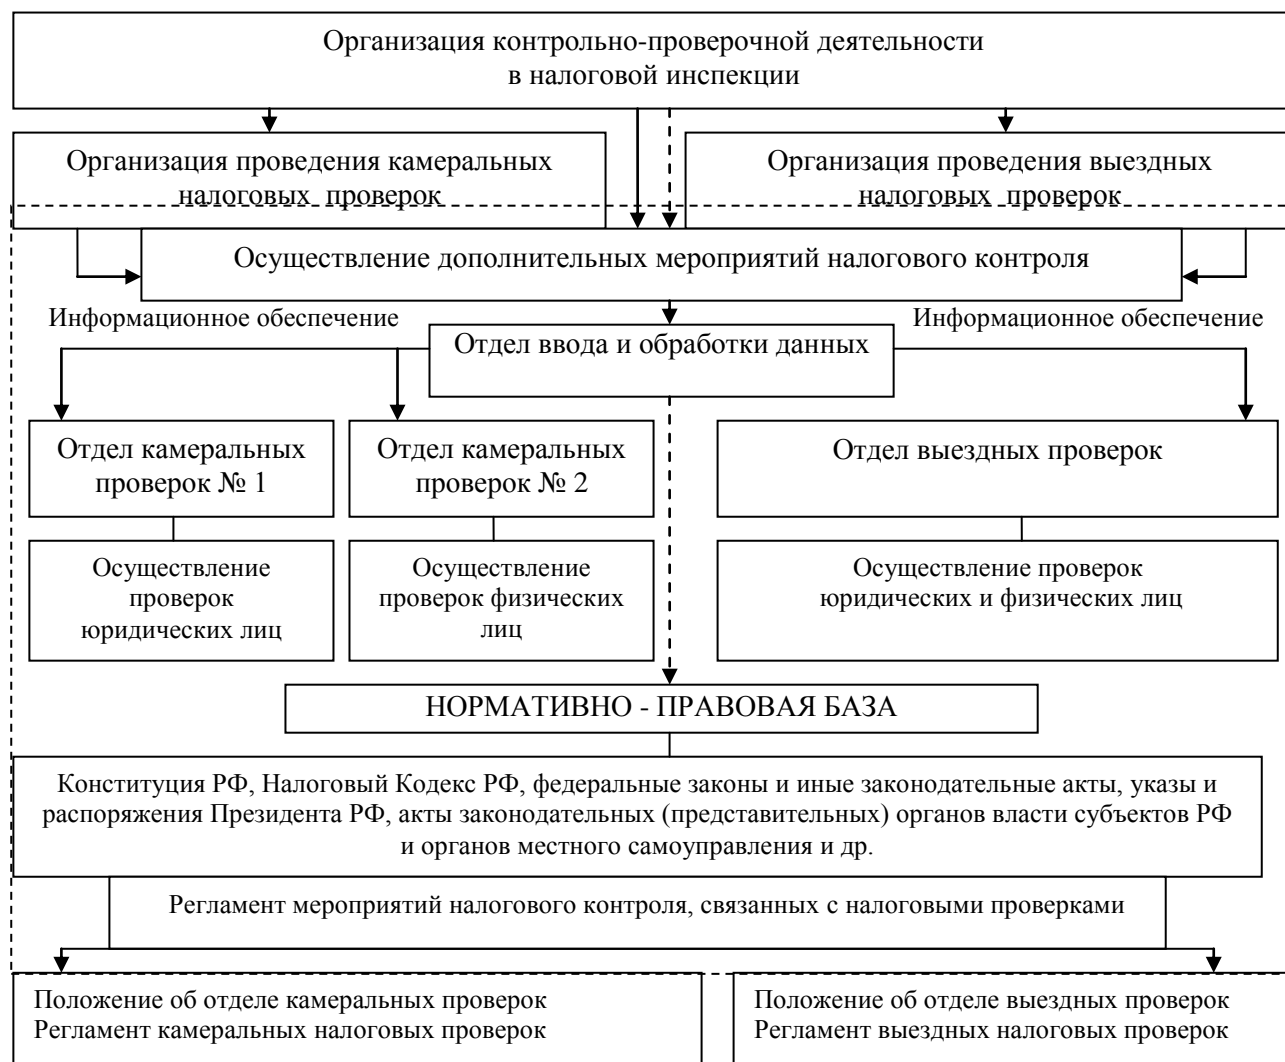 Организация контрольно-проверочной деятельности
в налоговой инспекции
Организация проведения камеральных
налоговых проверок
Организация проведения выездных
налоговых проверок
Осуществление дополнительных мероприятий налогового контроля
Информационное обеспечение
Информационное обеспечение
Отдел ввода и обработки данных
Отдел камеральных
проверок № 1
Отдел камеральных
проверок № 2
Отдел выездных проверок
Осуществление
проверок
юридических лиц
Осуществление
проверок физических
лиц
Осуществление проверок
юридических и физических лиц
НОРМАТИВНО - ПРАВОВАЯ БАЗА
Конституция РФ, Налоговый Кодекс РФ, федеральные законы и иные законодательные акты, указы и
распоряжения Президента РФ, акты законодательных (представительных) органов власти субъектов РФ
и органов местного самоуправления и др.
Регламент мероприятий налогового контроля, связанных с налоговыми проверками
Положение об отделе камеральных проверок
Регламент камеральных налоговых проверок
Положение об отделе выездных проверок
Регламент выездных налоговых проверок